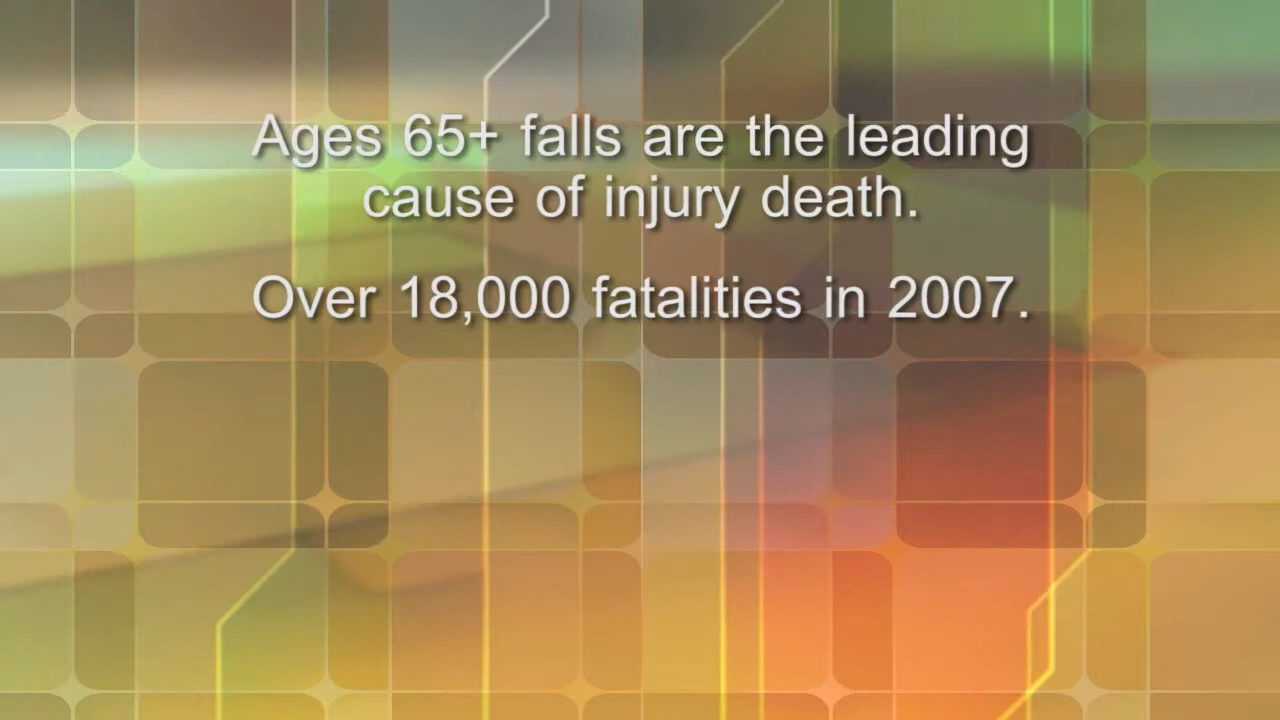 Ages 65+ falls are the leading
cause of injury death.
Over 18,000 fatalities in 2007.